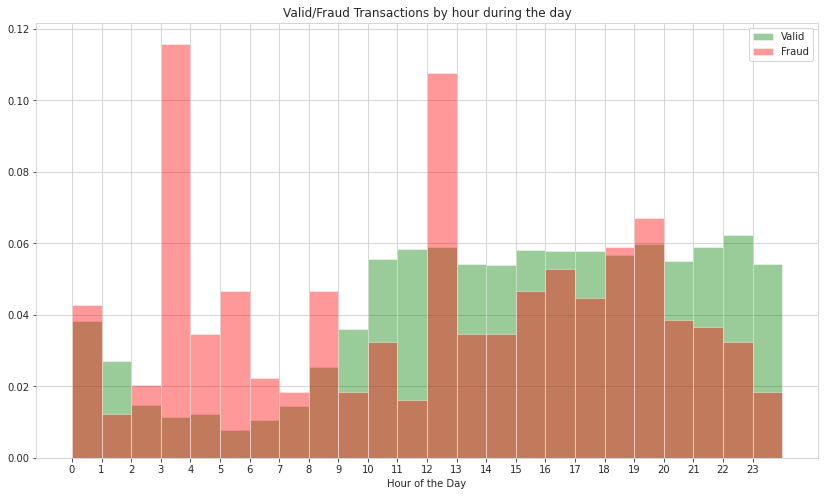 Valid/Fraud Transactions by hour during the day
Valid
Fraud
0.12
0.10
0.08
0.06
0.04
0.02
0.00
0 1 2 3 4 5 6 7 8 9 10 11 12 13 14 15 16 17 18 19 20 21 22 23
Hour of the Day